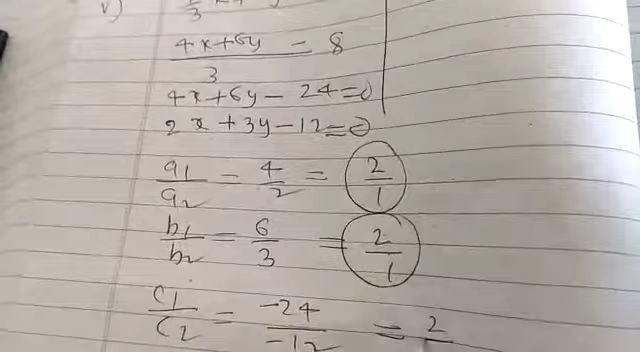 v)
4x+6y / 3 = 8
4x+6y-24=0
2x+3y-12=0
a1/a2 = 4/2 = 2/1
b1/b2 = 6/3 = 2/1
c1/c2 = -24/-12 = 2